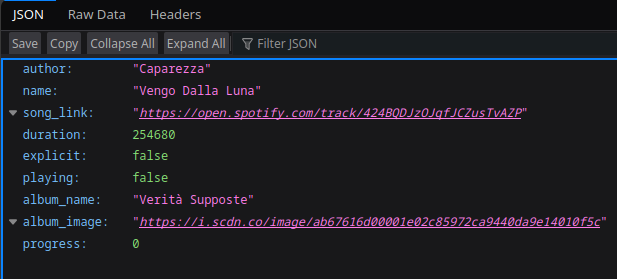 JSON Raw Data Headers
Save Copy Collapse All Expand All Filter JSON
author: "Caparezza"
name: "Vengo Dalla Luna"
song_link: "https://open.spotify.com/track/424BQDJzOJqfJCZusTvAZP"
duration: 254680
explicit: false
playing: false
album_name: "Verità Supposte"
album_image: "https://i.scdn.co/image/ab67616d00001e02c85972ca9440da9e14010f5c"
progress: 0